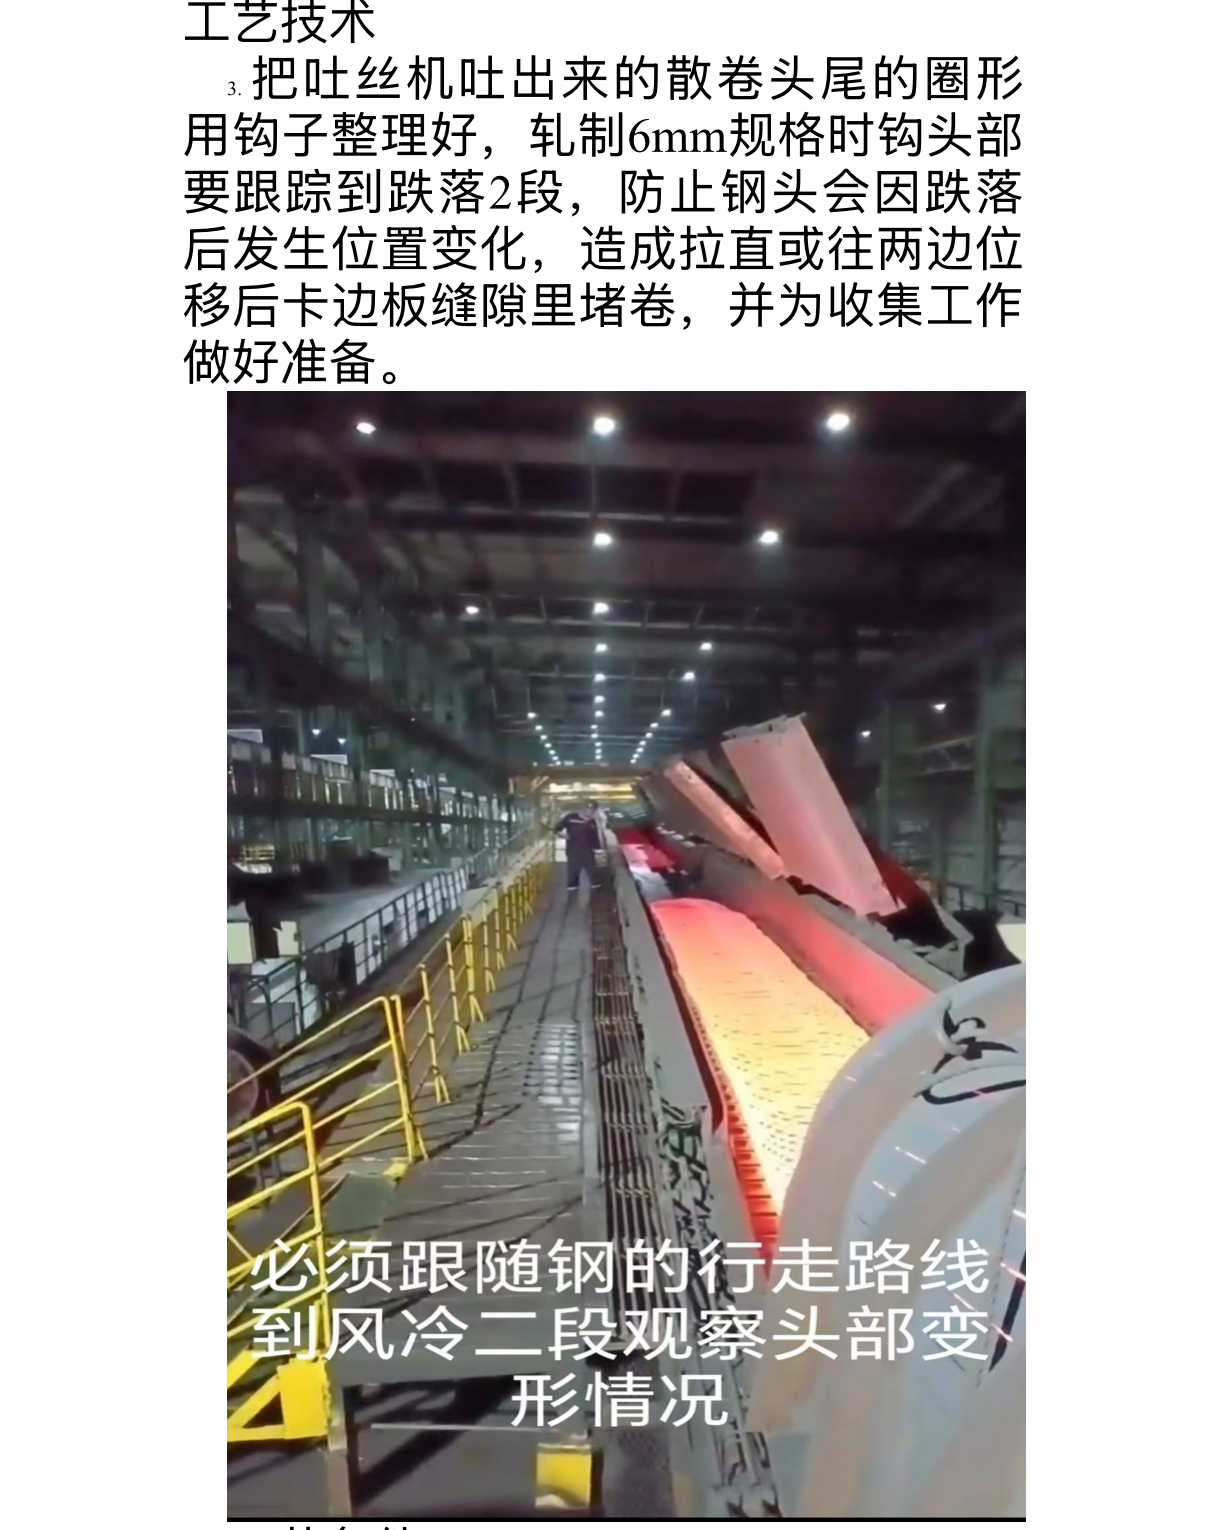 工艺技术
3. 把吐丝机吐出来的散卷头尾的圈形
用钩子整理好，轧制6mm规格时钩头部
要跟踪到跌落2段，防止钢头会因跌落
后发生位置变化，造成拉直或往两边位
移后卡边板缝隙里堵卷，并为收集工作
做好准备。
必须跟随钢的行走路线
到风冷二段观察头部变
形情况